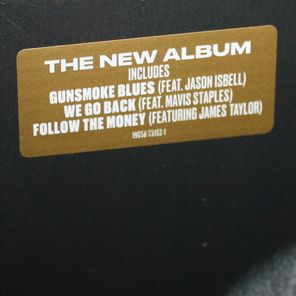 THE NEW ALBUM
INCLUDES
GUNSMOKE BLUES (FEAT. JASON ISBELL)
WE GO BACK (FEAT. MAVIS STAPLES)
FOLLOW THE MONEY (FEATURING JAMES TAYLOR)
19658-73152-1